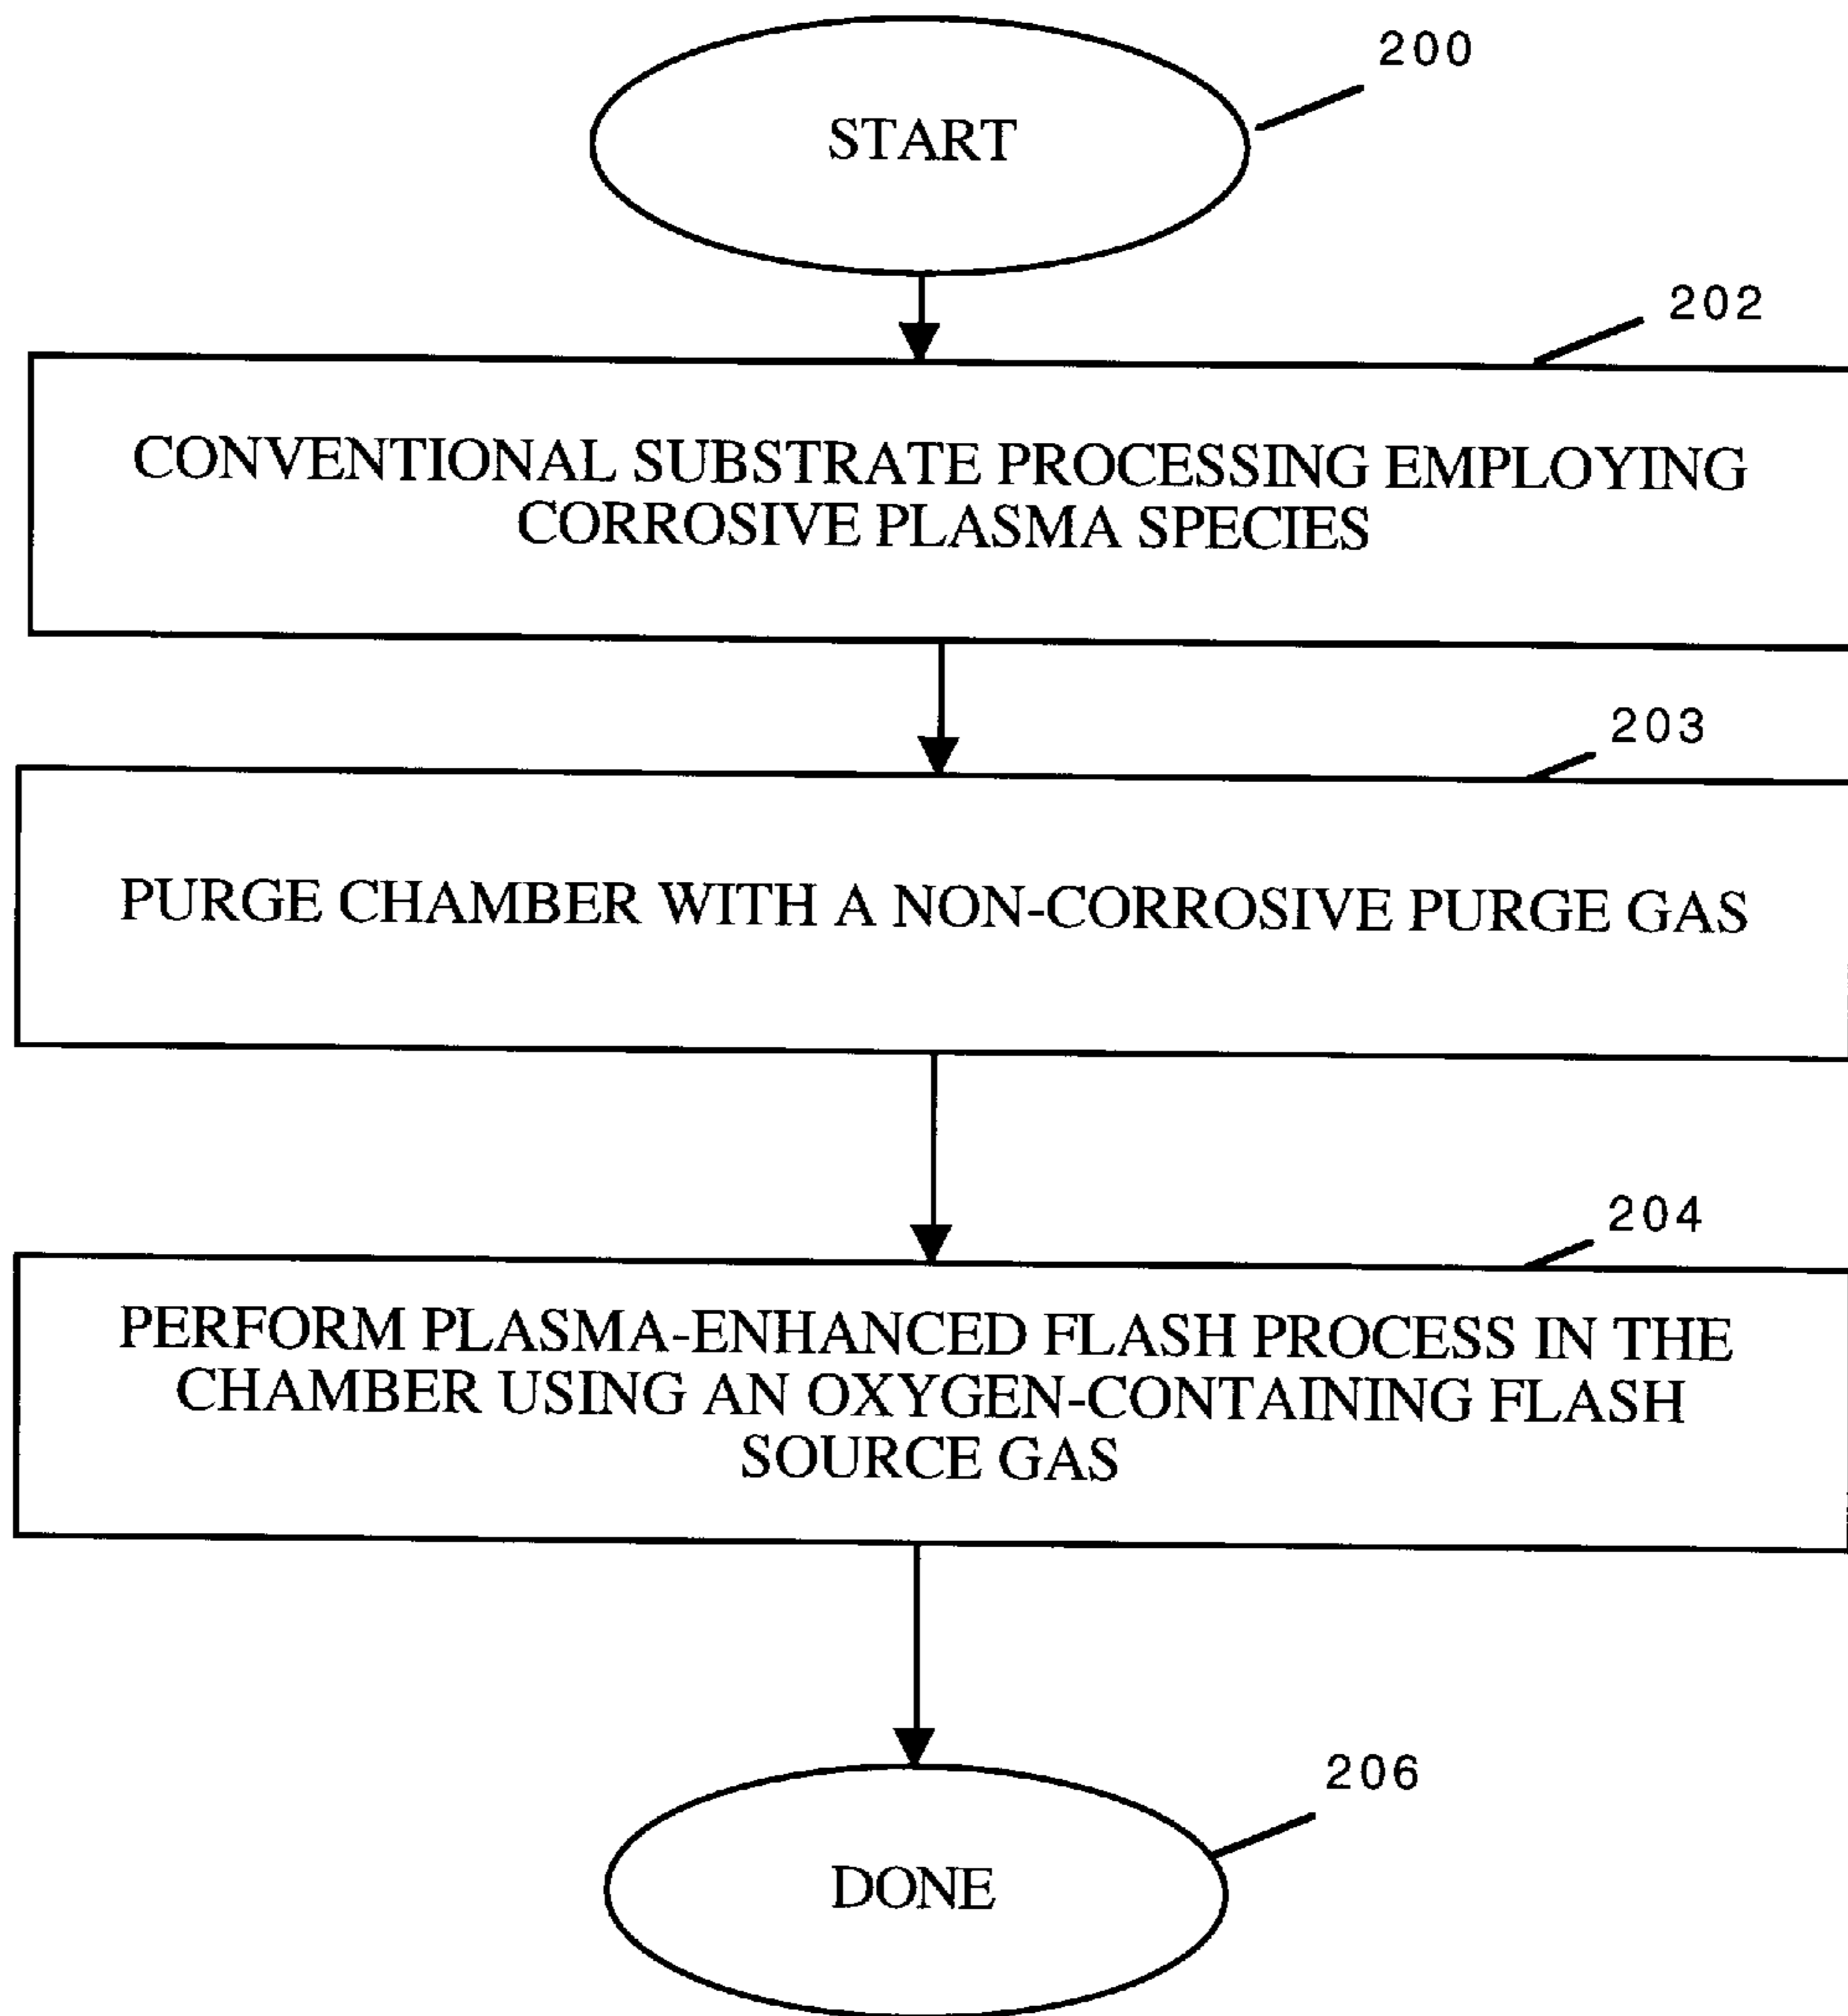 200
START
202
CONVENTIONAL SUBSTRATE PROCESSING EMPLOYING
CORROSIVE PLASMA SPECIES
203
PURGE CHAMBER WITH A NON-CORROSIVE PURGE GAS
204
PERFORM PLASMA-ENHANCED FLASH PROCESS IN THE
CHAMBER USING AN OXYGEN-CONTAINING FLASH
SOURCE GAS
206
DONE